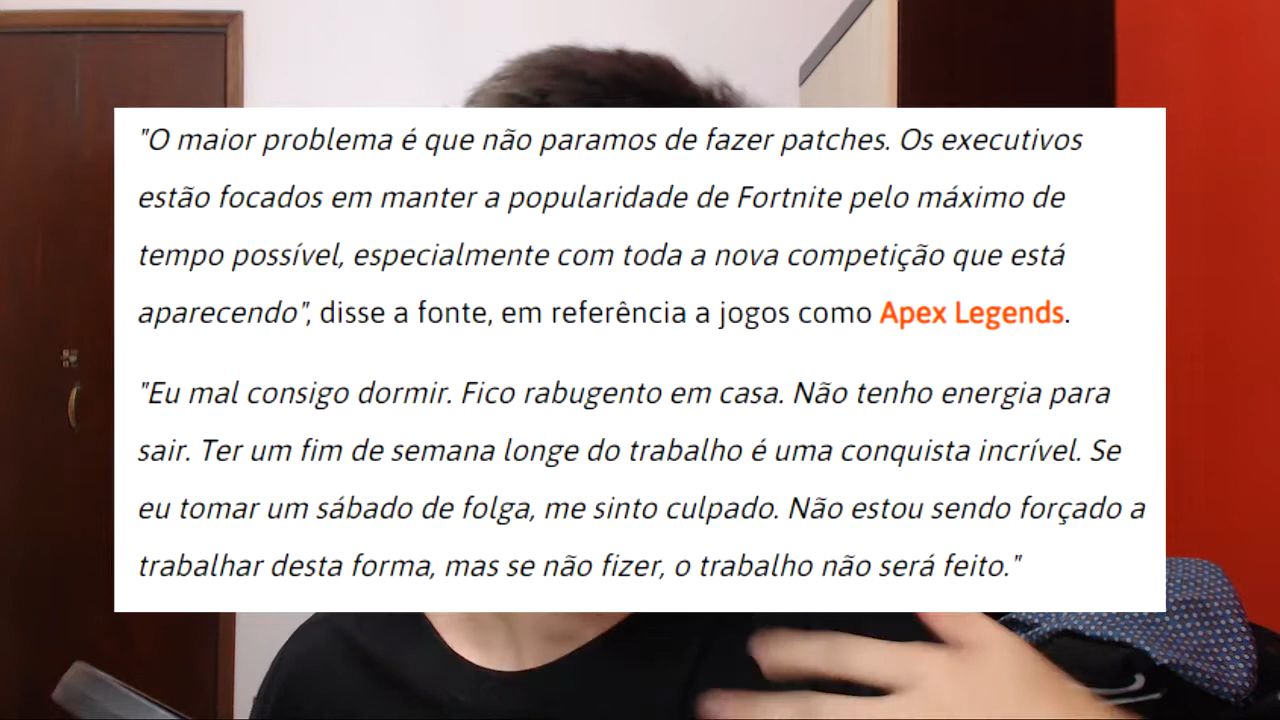 "O maior problema é que não paramos de fazer patches. Os executivos
estão focados em manter a popularidade de Fortnite pelo máximo de
tempo possível, especialmente com toda a nova competição que está
aparecendo", disse a fonte, em referência a jogos como Apex Legends.
"Eu mal consigo dormir. Fico rabugento em casa. Não tenho energia para
sair. Ter um fim de semana longe do trabalho é uma conquista incrível. Se
eu tomar um sábado de folga, me sinto culpado. Não estou sendo forçado a
trabalhar desta forma, mas se não fizer, o trabalho não será feito."